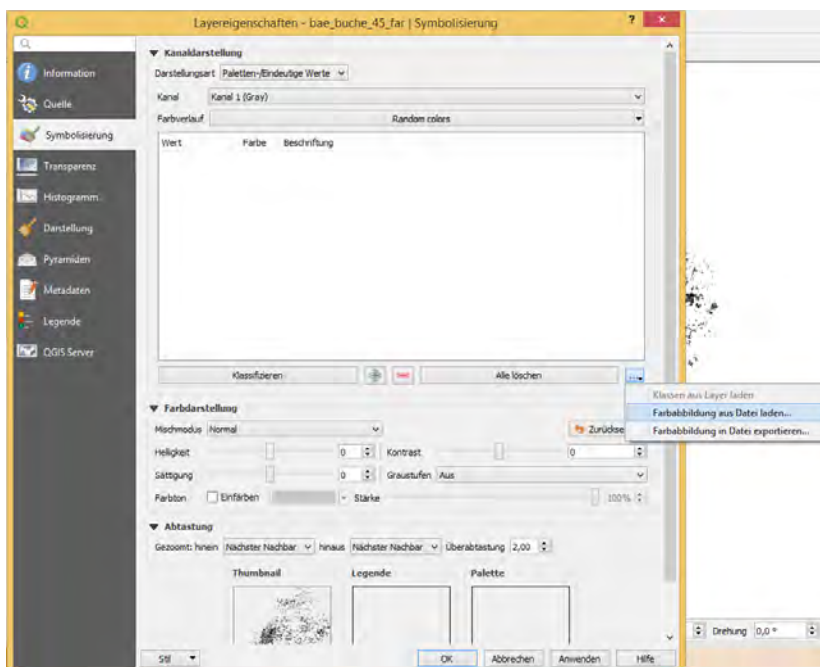 Layereigenschaften - bae_buche_45_far | Symbolisierung
?
Information
Quelle
Symbolisierung
Transparenz
Histogramm
Darstellung
Pyramiden
Metadaten
Legende
QGIS Server
Kanaldarstellung
Darstellungsart Paletten-/Eindeutige Werte
Kanal Kanal 1 (Gray)
Farbverlauf Random colors
Wert Farbe Beschriftung
Klassifizieren Alle löschen ...
Klassen aus Layer laden
Farbabbildung aus Datei laden...
Farbabbildung in Datei exportieren...
Farbdarstellung
Mischmodus Normal Zurückse
Helligkeit 0 Kontrast 0
Sättigung 0 Graustufen Aus
Farbton Einfärben Stärke 100%
Abtastung
Gezoomt: hinein Nächster Nachbar hinaus Nächster Nachbar Überabtastung 2,00
Thumbnail Legende Palette
Stil OK Abbrechen Anwenden Hilfe
Drehung 0,0 °